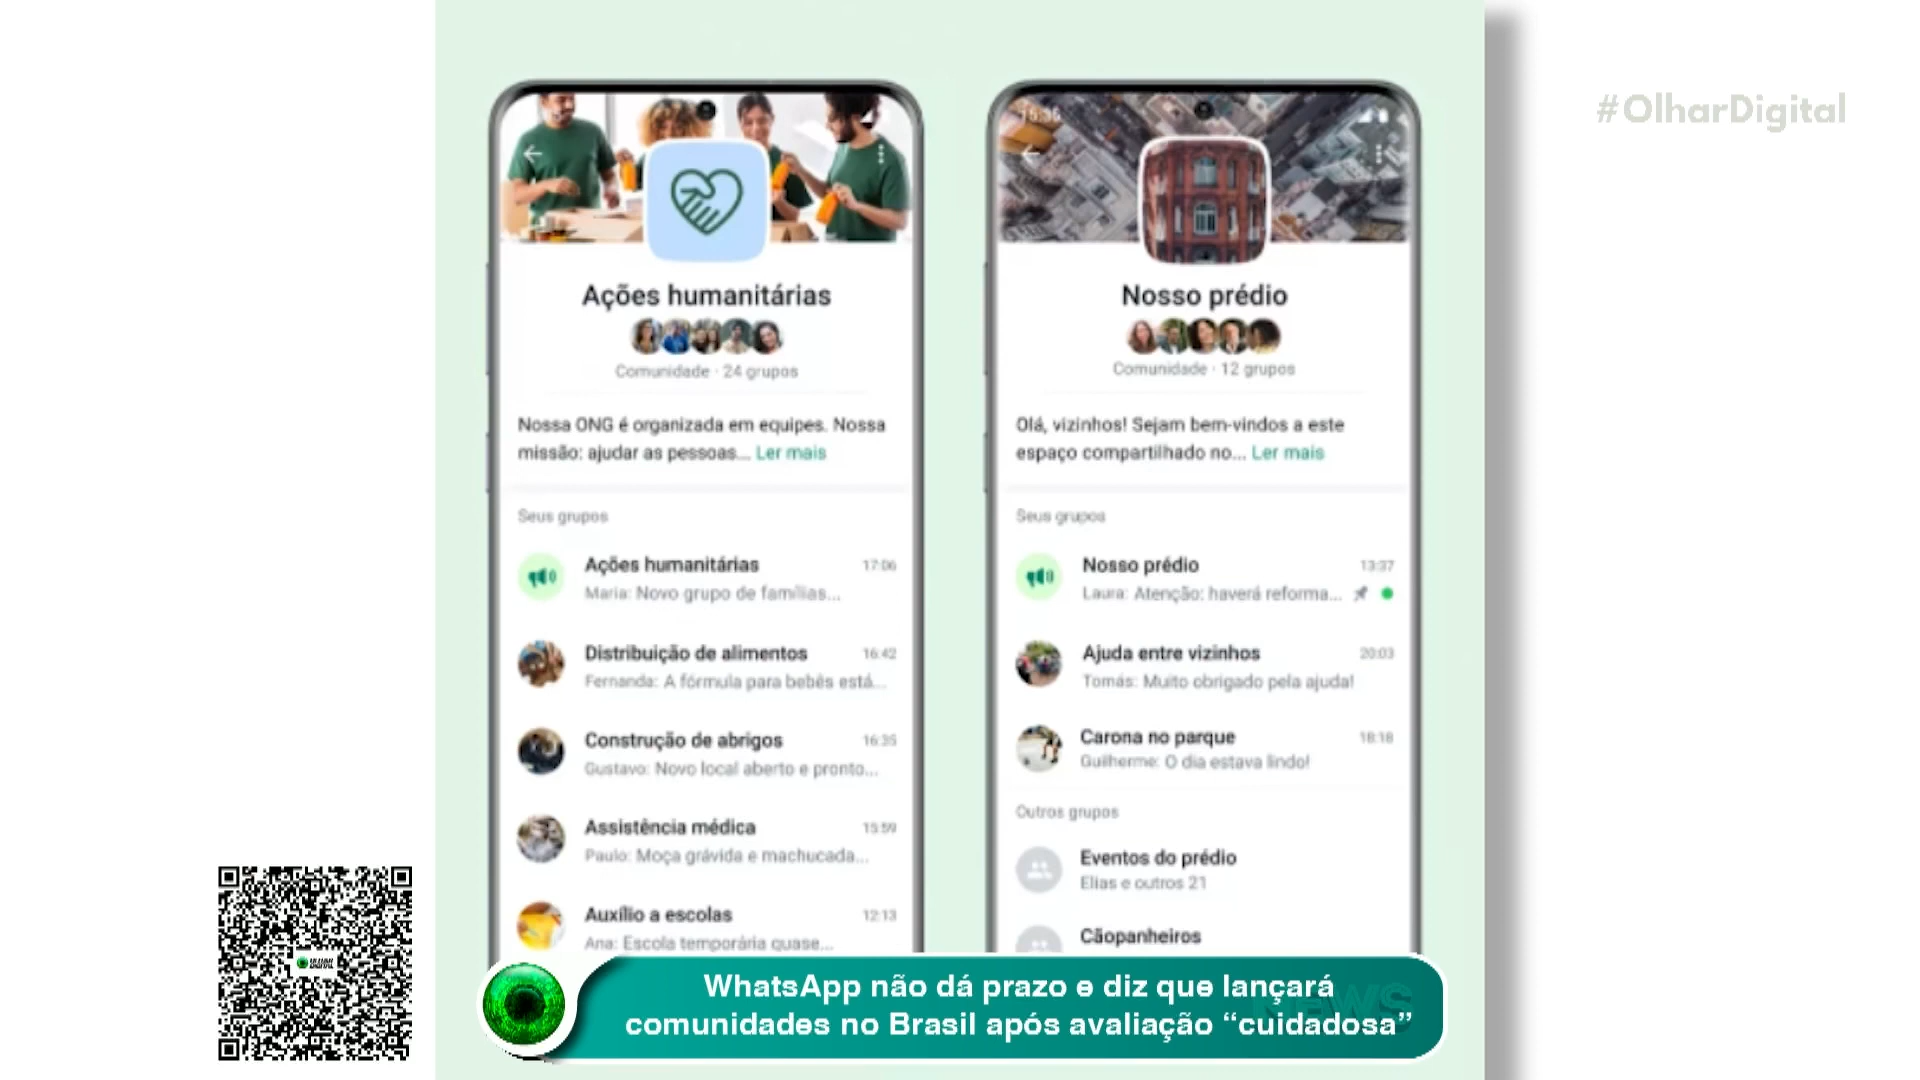 #OlharDigital
Ações humanitárias
Comunidade · 24 grupos
Nossa ONG é organizada em equipes. Nossa
missão: ajudar as pessoas... Ler mais
Seus grupos
Ações humanitárias 17:06
Maria: Novo grupo de famílias...
Distribuição de alimentos 16:42
Fernanda: A fórmula para bebês está...
Construção de abrigos 16:35
Gustavo: Novo local aberto e pronto...
Assistência médica 15:59
Paulo: Moça grávida e machucada...
Auxílio a escolas 12:13
Ana: Escola temporária quase...
Nosso prédio
Comunidade · 12 grupos
Olá, vizinhos! Sejam bem-vindos a este
espaço compartilhado no... Ler mais
Seus grupos
Nosso prédio 13:37
Laura: Atenção: haverá reforma...
Ajuda entre vizinhos 20:03
Tomás: Muito obrigado pela ajuda!
Carona no parque 18:18
Guilherme: O dia estava lindo!
Outros grupos
Eventos do prédio
Elias e outros 21
Cãopanheiros
NEWS
WhatsApp não dá prazo e diz que lançará
comunidades no Brasil após avaliação “cuidadosa”